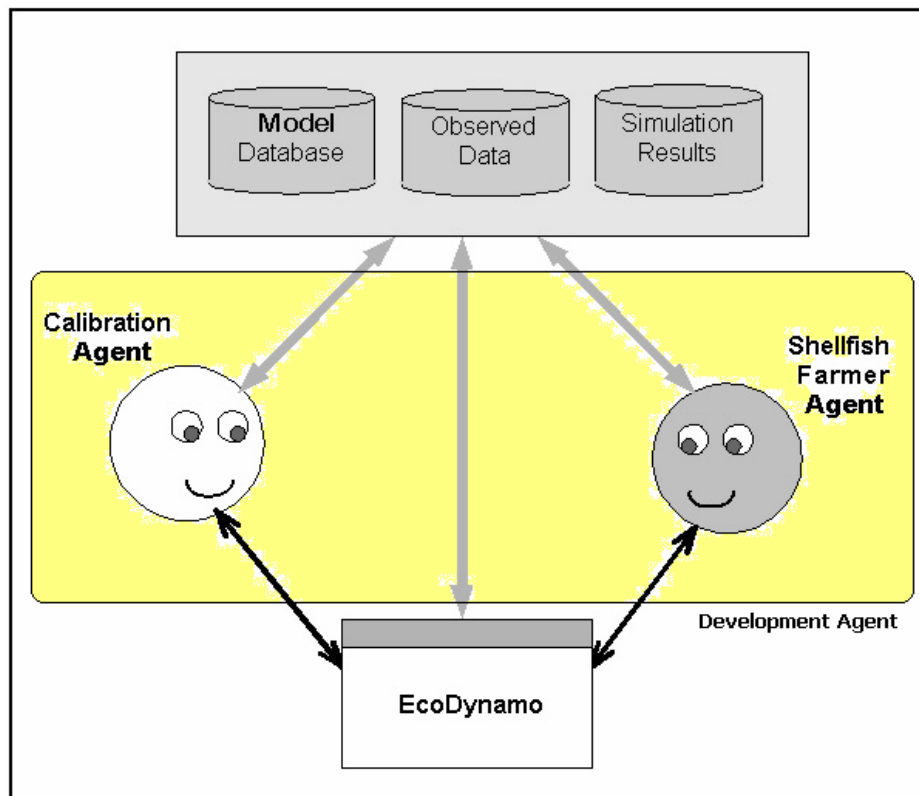 Model
Database
Observed
Data
Simulation
Results
Calibration
Agent
Shellfish
Farmer
Agent
Development Agent
EcoDynamo